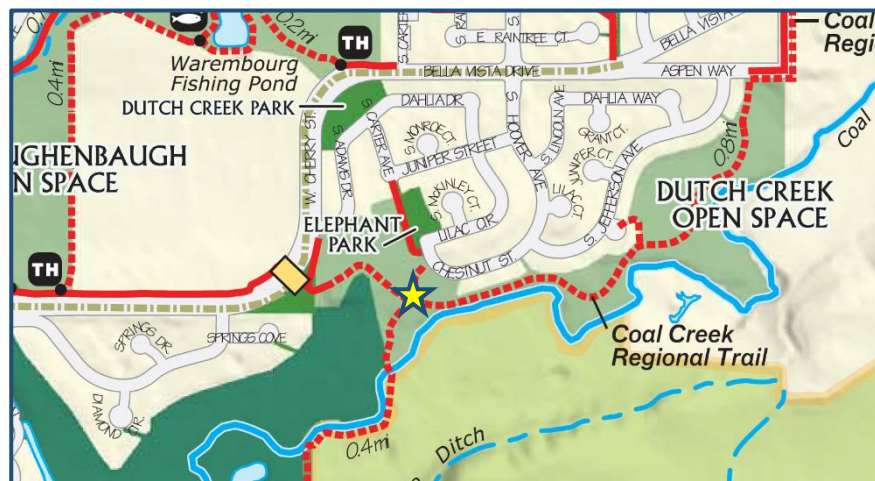 Coal
Regio
0.2mi
TH
S. CARTER
S.
E. RAINTREE CT.
BELLA VISTA
Warembourg
Fishing Pond
BELLA VISTA DRIVE
ASPEN WAY
0.4mi
DUTCH CREEK PARK
DAHLIA DR.
DAHLIA WAY
GRANT CT.
S. MONROE CT.
S. CARTER AVE.
S. ADAMS DR.
W. CHERRY ST.
JUNIPER STREET
S. HOOVER AVE
S. LINCOLN AVE
JUNIPER CT.
LILAC CT.
S. JEFFERSON AVE
0.8mi
Coal
UGHENBAUGH
N SPACE
DUTCH CREEK
OPEN SPACE
S. McKINLEY CT.
ELEPHANT
PARK
LILAC CIR.
CHESTNUT ST.
TH
SPRINGS DR.
SPRINGS COVE
DIAMOND CIR.
Coal Creek
Regional Trail
0.4mi
Ditch